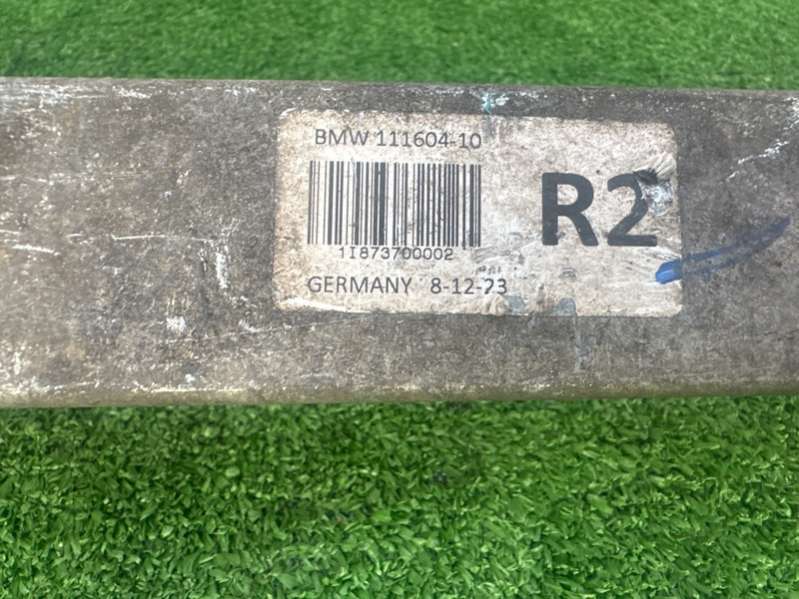 BMW 111604-10
R2
1I873700002
GERMANY 8-12-23